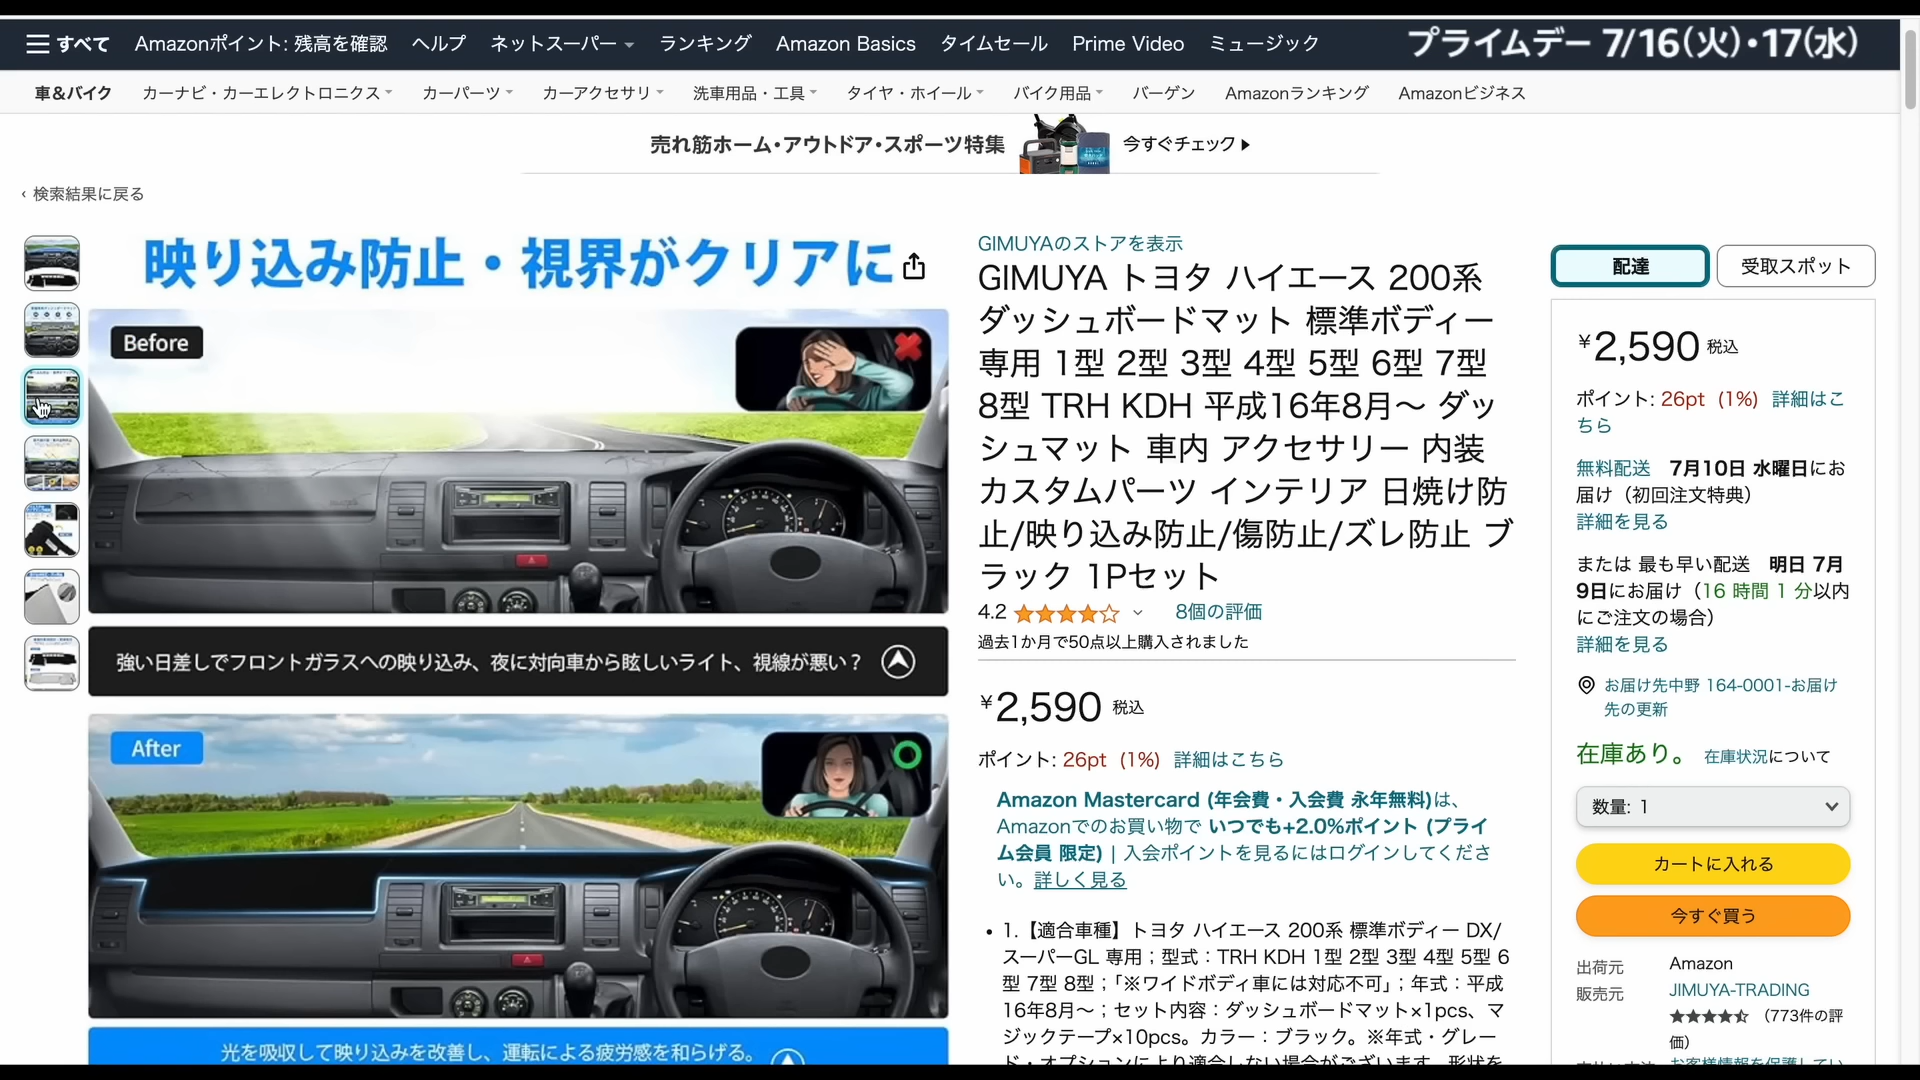 すべて
Amazonポイント: 残高を確認
ヘルプ
ネットスーパー
ランキング
Amazon Basics
タイムセール
Prime Video
ミュージック
プライムデー 7/16(火)・17(水)
車&バイク
カーナビ・カーエレクトロニクス
カーパーツ
カーアクセサリ
洗車用品・工具
タイヤ・ホイール
バイク用品
バーゲン
Amazonランキング
Amazonビジネス
売れ筋ホーム・アウトドア・スポーツ特集
今すぐチェック
‹ 検索結果に戻る
映り込み防止・視界がクリアに
Before
強い日差しでフロントガラスへの映り込み、夜に対向車から眩しいライト、視線が悪い？
After
光を吸収して映り込みを改善し、運転による疲労感を和らげる。
GIMUYAのストアを表示
GIMUYA トヨタ ハイエース 200系
ダッシュボードマット 標準ボディー
専用 1型 2型 3型 4型 5型 6型 7型
8型 TRH KDH 平成16年8月～ ダッ
シュマット 車内 アクセサリー 内装
カスタムパーツ インテリア 日焼け防
止/映り込み防止/傷防止/ズレ防止 ブ
ラック 1Pセット
4.2
8個の評価
過去1か月で50点以上購入されました
¥2,590 税込
ポイント: 26pt (1%) 詳細はこちら
Amazon Mastercard (年会費・入会費 永年無料)は、
Amazonでのお買い物で いつでも+2.0%ポイント (プライ
ム会員 限定) | 入会ポイントを見るにはログインしてくださ
い。詳しく見る
• 1.【適合車種】トヨタ ハイエース 200系 標準ボディー DX/
スーパーGL 専用；型式：TRH KDH 1型 2型 3型 4型 5型 6
型 7型 8型；「※ワイドボディ車には対応不可」；年式：平成
16年8月～；セット内容：ダッシュボードマット×1pcs、マ
ジックテープ×10pcs。カラー：ブラック。※年式・グレー
ド・オプションにより適合しない場合がございます。形状を
配達
受取スポット
¥2,590 税込
ポイント: 26pt (1%) 詳細はこ
ちら
無料配送 7月10日 水曜日にお
届け（初回注文特典）
詳細を見る
または 最も早い配送 明日 7月
9日にお届け（16 時間 1 分以内
にご注文の場合）
詳細を見る
お届け先中野 164-0001-お届け
先の更新
在庫あり。 在庫状況について
数量: 1
カートに入れる
今すぐ買う
出荷元 Amazon
販売元 JIMUYA-TRADING
（773件の評
価）
お客様情報を保護してい